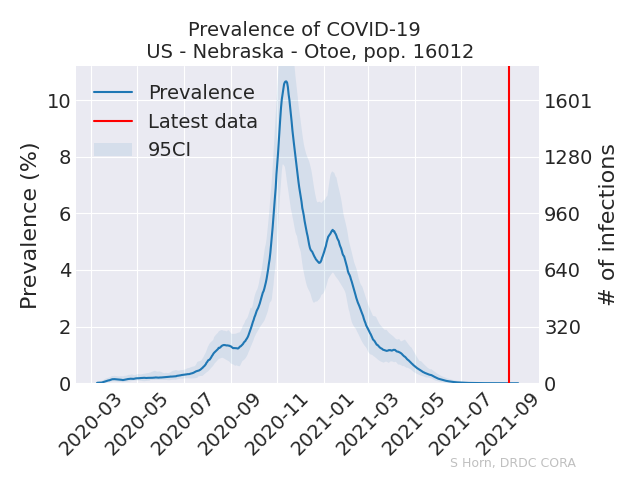 Prevalence of COVID-19
US - Nebraska - Otoe, pop. 16012
Prevalence
Latest data
95CI
Prevalence (%)
10
8
6
4
2
0
1601
1280
960
640
320
0
# of infections
2020-03
2020-05
2020-07
2020-09
2020-11
2021-01
2021-03
2021-05
2021-07
2021-09
S Horn, DRDC CORA